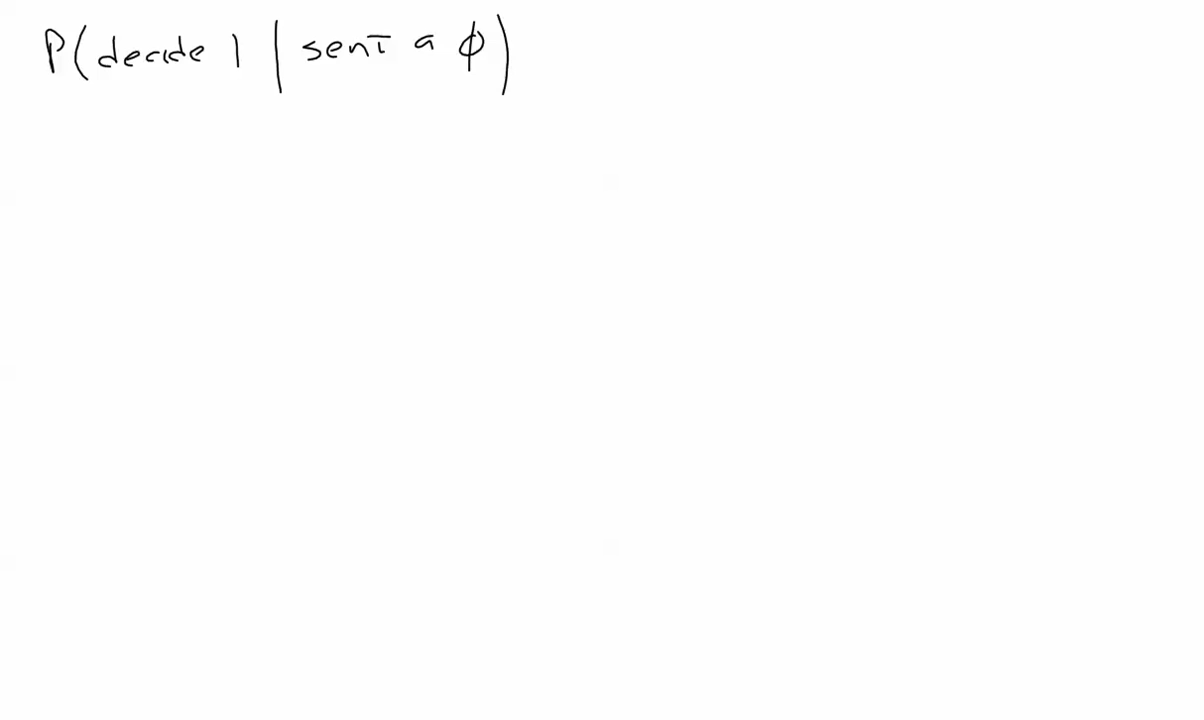 P(decide 1 | sent a ϕ)